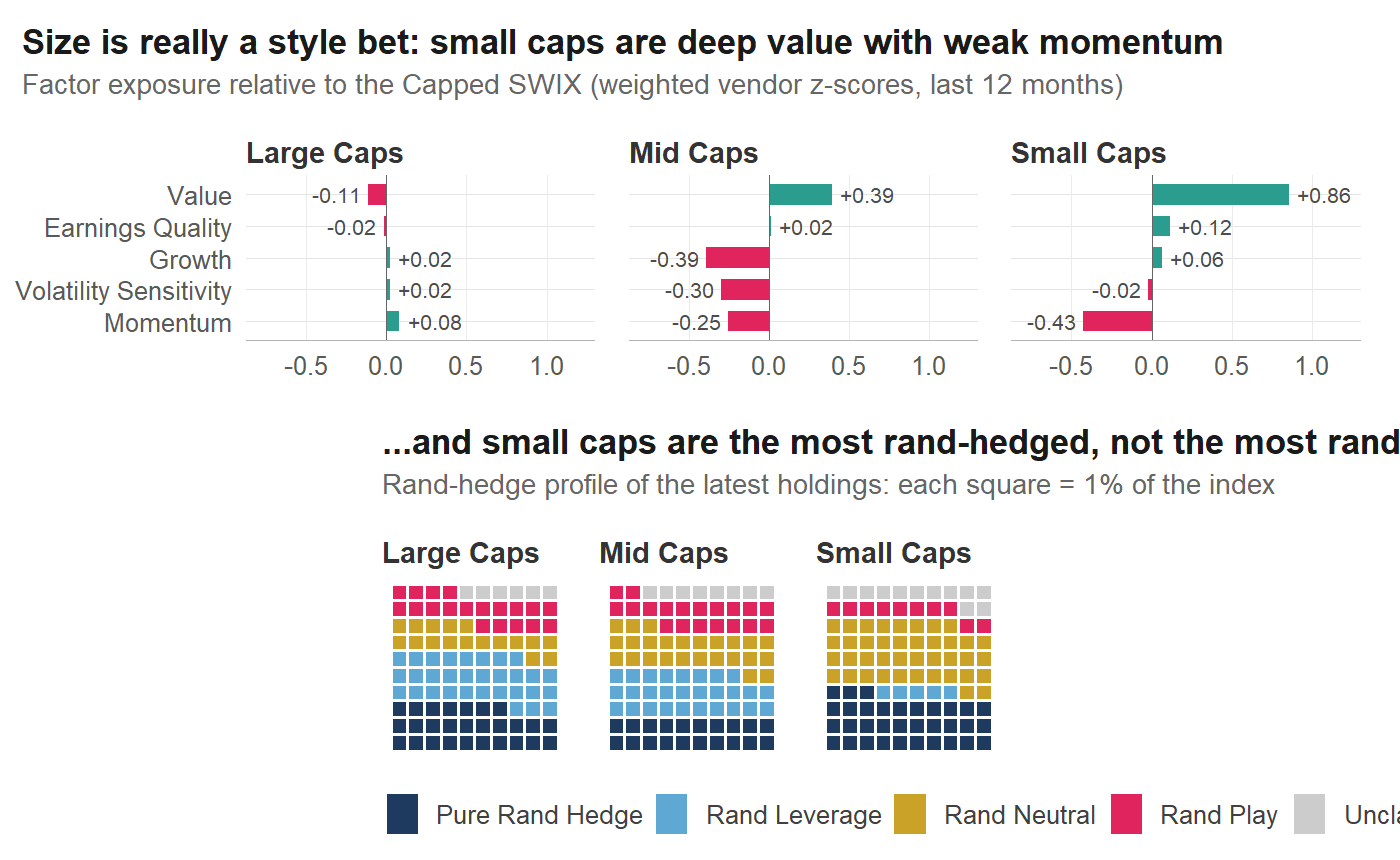 Size is really a style bet: small caps are deep value with weak momentum
Factor exposure relative to the Capped SWIX (weighted vendor z-scores, last 12 months)
Large Caps Mid Caps Small Caps
Value -0.11 +0.39 +0.86
Earnings Quality -0.02 +0.02 +0.12
Growth +0.02 -0.39 +0.06
Volatility Sensitivity +0.02 -0.30 -0.02
Momentum +0.08 -0.25 -0.43
-0.5 0.0 0.5 1.0 -0.5 0.0 0.5 1.0 -0.5 0.0 0.5 1.0
...and small caps are the most rand-hedged, not the most rand
Rand-hedge profile of the latest holdings: each square = 1% of the index
Large Caps Mid Caps Small Caps
Pure Rand Hedge Rand Leverage Rand Neutral Rand Play